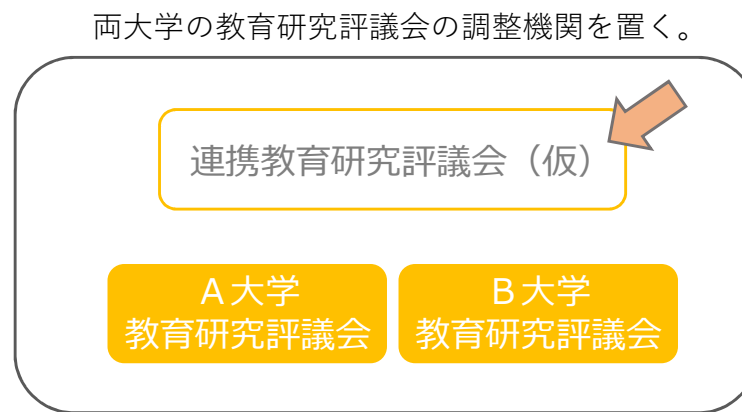 両大学の教育研究評議会の調整機関を置く。
連携教育研究評議会（仮）
Ａ大学
教育研究評議会
Ｂ大学
教育研究評議会